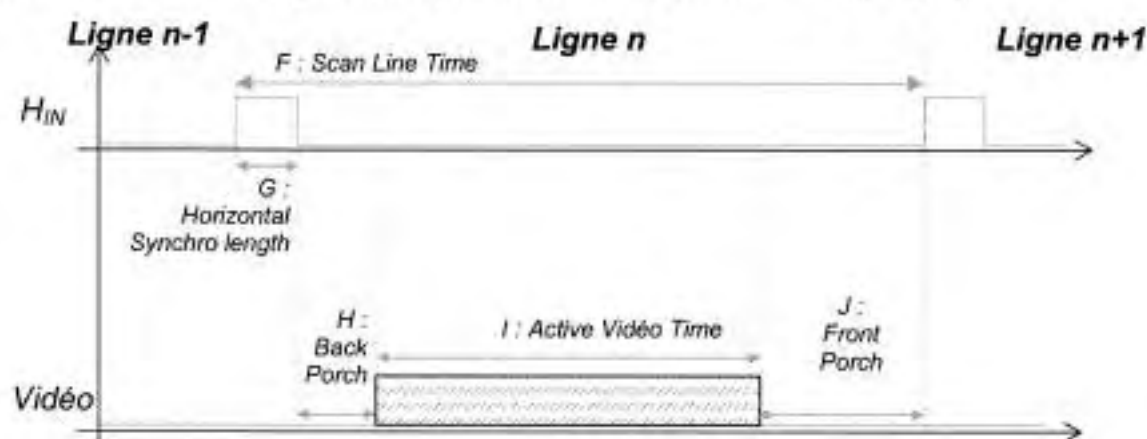 Ligne n-1 Ligne n Ligne n+1
F : Scan Line Time
H_IN
G :
Horizontal
Synchro length
H :
Back
Porch
I : Active Vidéo Time
J :
Front
Porch
Vidéo